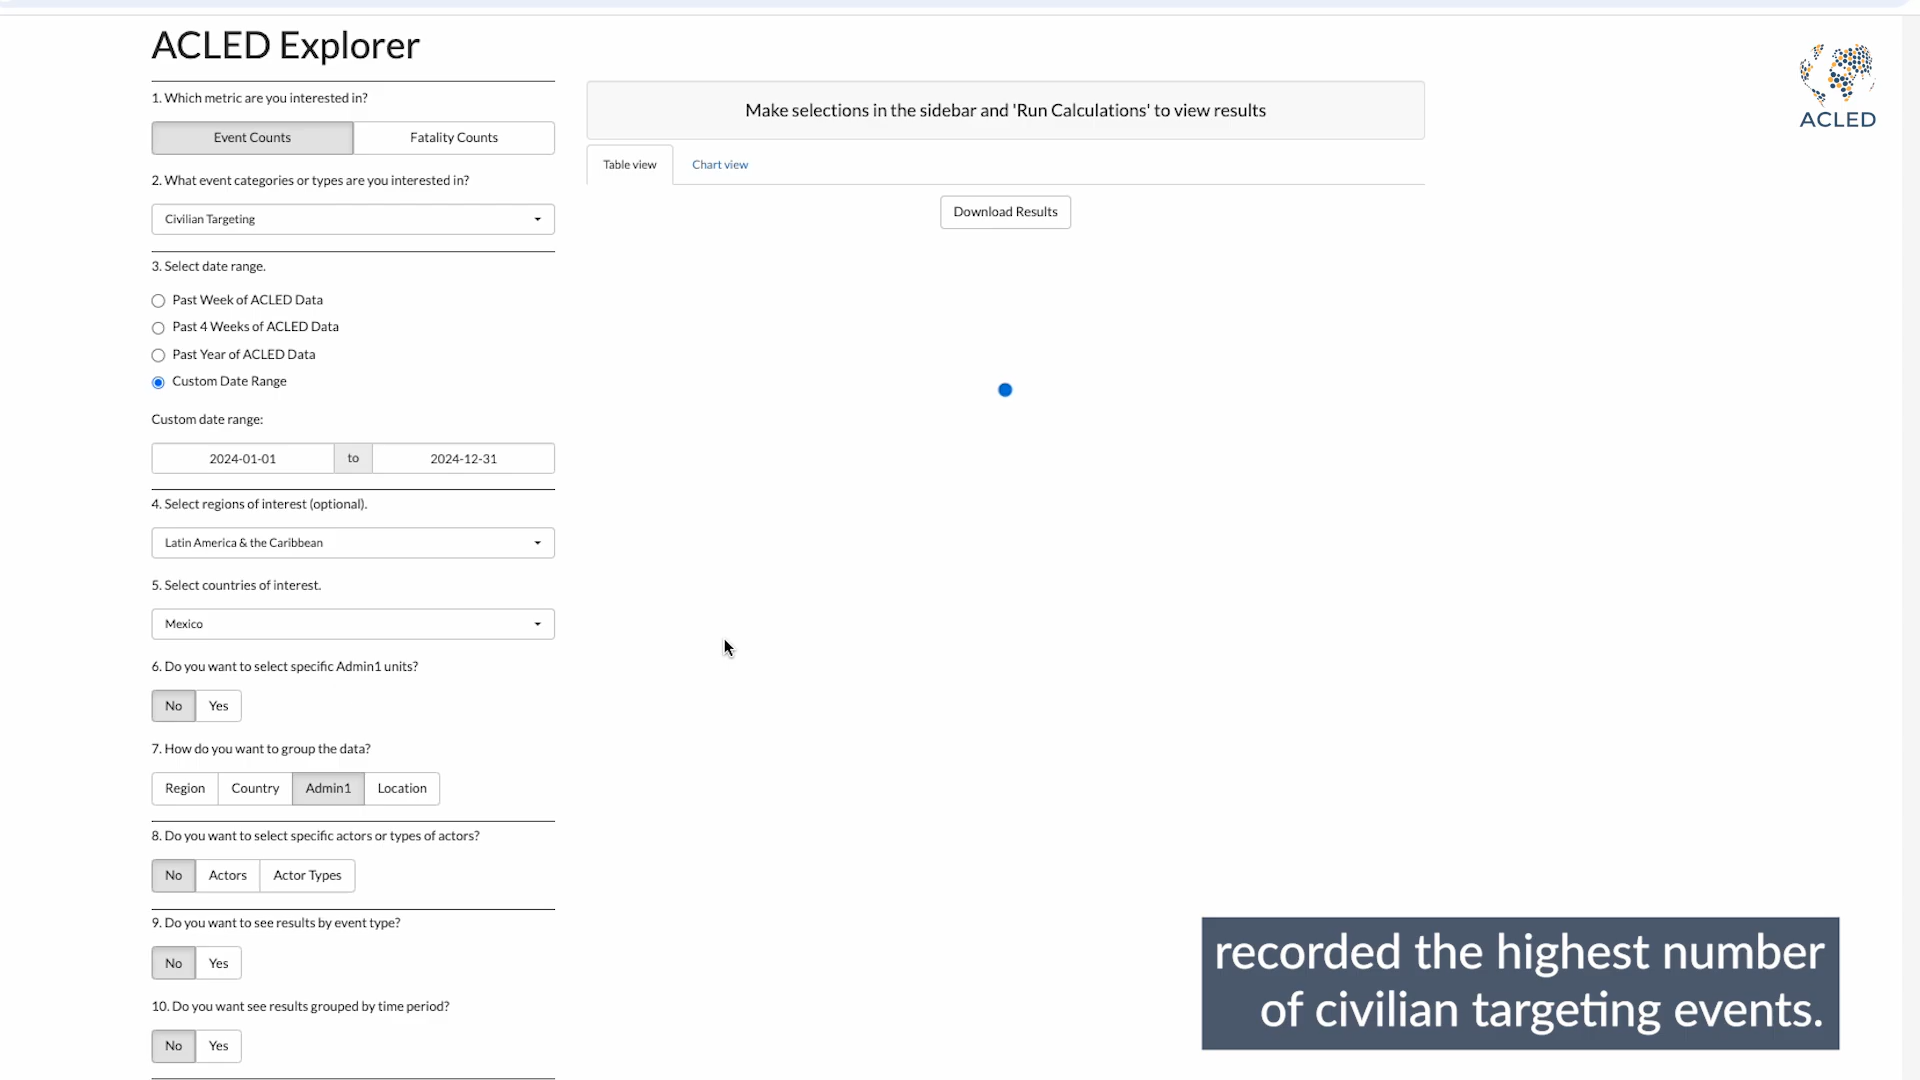 ACLED Explorer
1. Which metric are you interested in?
Event Counts
Fatality Counts
2. What event categories or types are you interested in?
Civilian Targeting
3. Select date range.
Past Week of ACLED Data
Past 4 Weeks of ACLED Data
Past Year of ACLED Data
Custom Date Range
Custom date range:
2024-01-01 to 2024-12-31
4. Select regions of interest (optional).
Latin America & the Caribbean
5. Select countries of interest.
Mexico
6. Do you want to select specific Admin1 units?
No Yes
7. How do you want to group the data?
Region Country Admin1 Location
8. Do you want to select specific actors or types of actors?
No Actors Actor Types
9. Do you want to see results by event type?
No Yes
10. Do you want see results grouped by time period?
No Yes
Make selections in the sidebar and 'Run Calculations' to view results
Table view Chart view
Download Results
ACLED
recorded the highest number
of civilian targeting events.